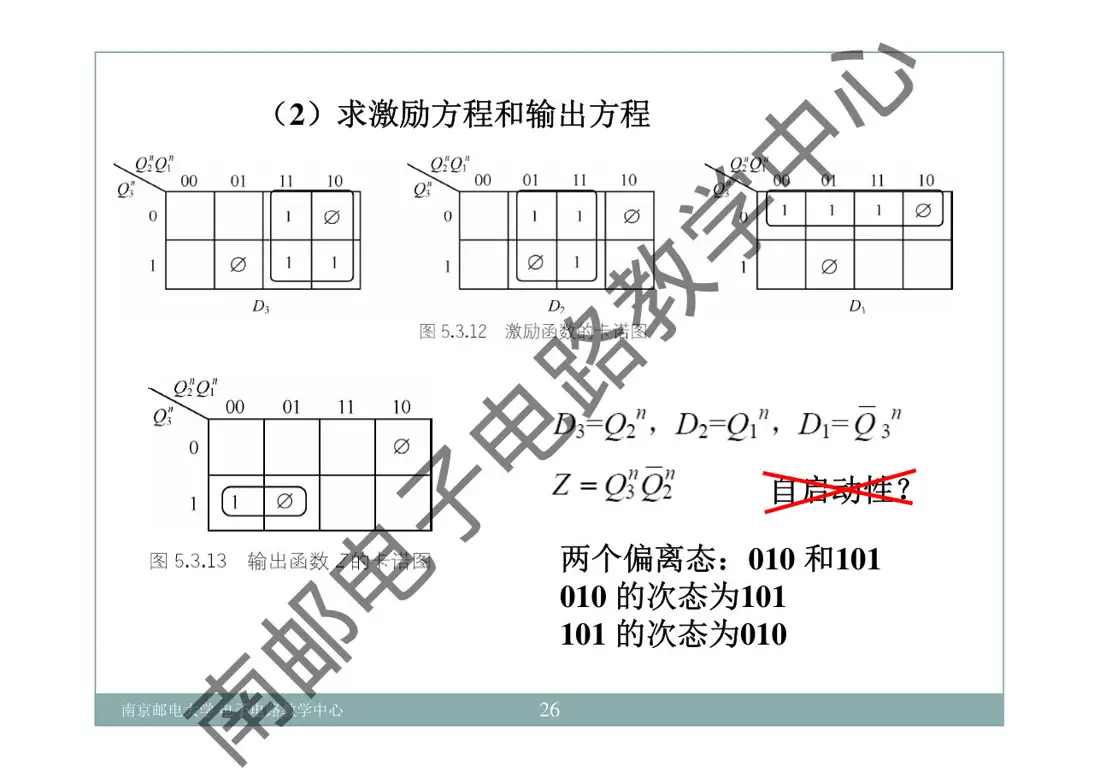 （2）求激励方程和输出方程
Q₂ⁿQ₁ⁿ
Q₃ⁿ 00 01 11 10
0 1 ∅
1 ∅ 1 1
D₃
Q₂ⁿQ₁ⁿ
Q₃ⁿ 00 01 11 10
0 1 1 ∅
1 ∅ 1
D₂
Q₂ⁿQ₁ⁿ
Q₃ⁿ 00 01 11 10
0 1 1 1 ∅
1 ∅
D₁
图 5.3.12 激励函数的卡诺图
Q₂ⁿQ₁ⁿ
Q₃ⁿ 00 01 11 10
0 ∅
1 1 ∅
图 5.3.13 输出函数 Z 的卡诺图
D₃=Q₂ⁿ，D₂=Q₁ⁿ，D₁=Q̅₃ⁿ
Z = Q₃ⁿQ̅₂ⁿ
自启动性？
两个偏离态：010 和101
010 的次态为101
101 的次态为010
南京邮电大学 电子电路教学中心
26
南邮电子电路教学中心